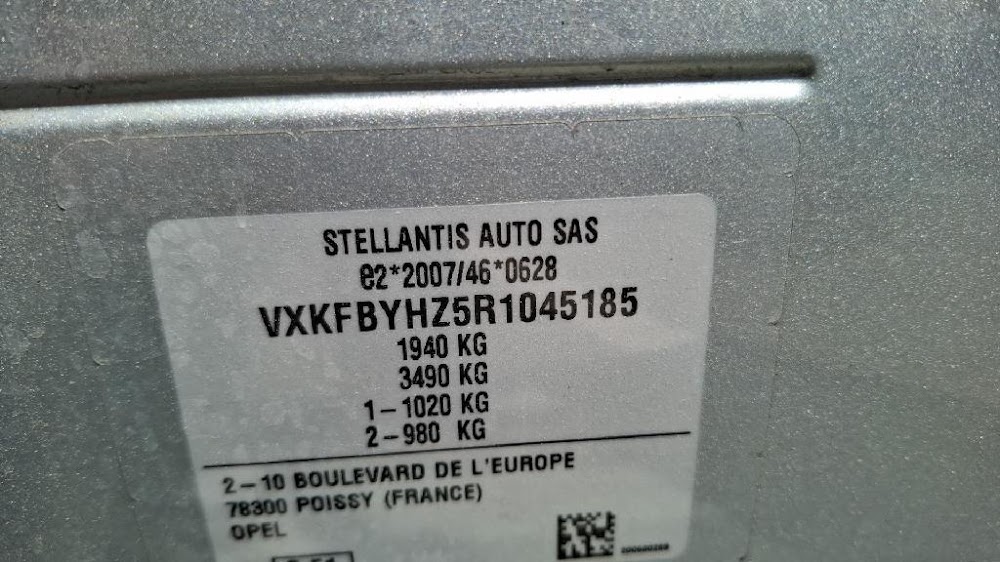 STELLANTIS AUTO SAS
e2*2007/46*0628
VXKFBYHZ5R1045185
1940 KG
3490 KG
1-1020 KG
2-980 KG
2-10 BOULEVARD DE L'EUROPE
78300 POISSY (FRANCE)
OPEL